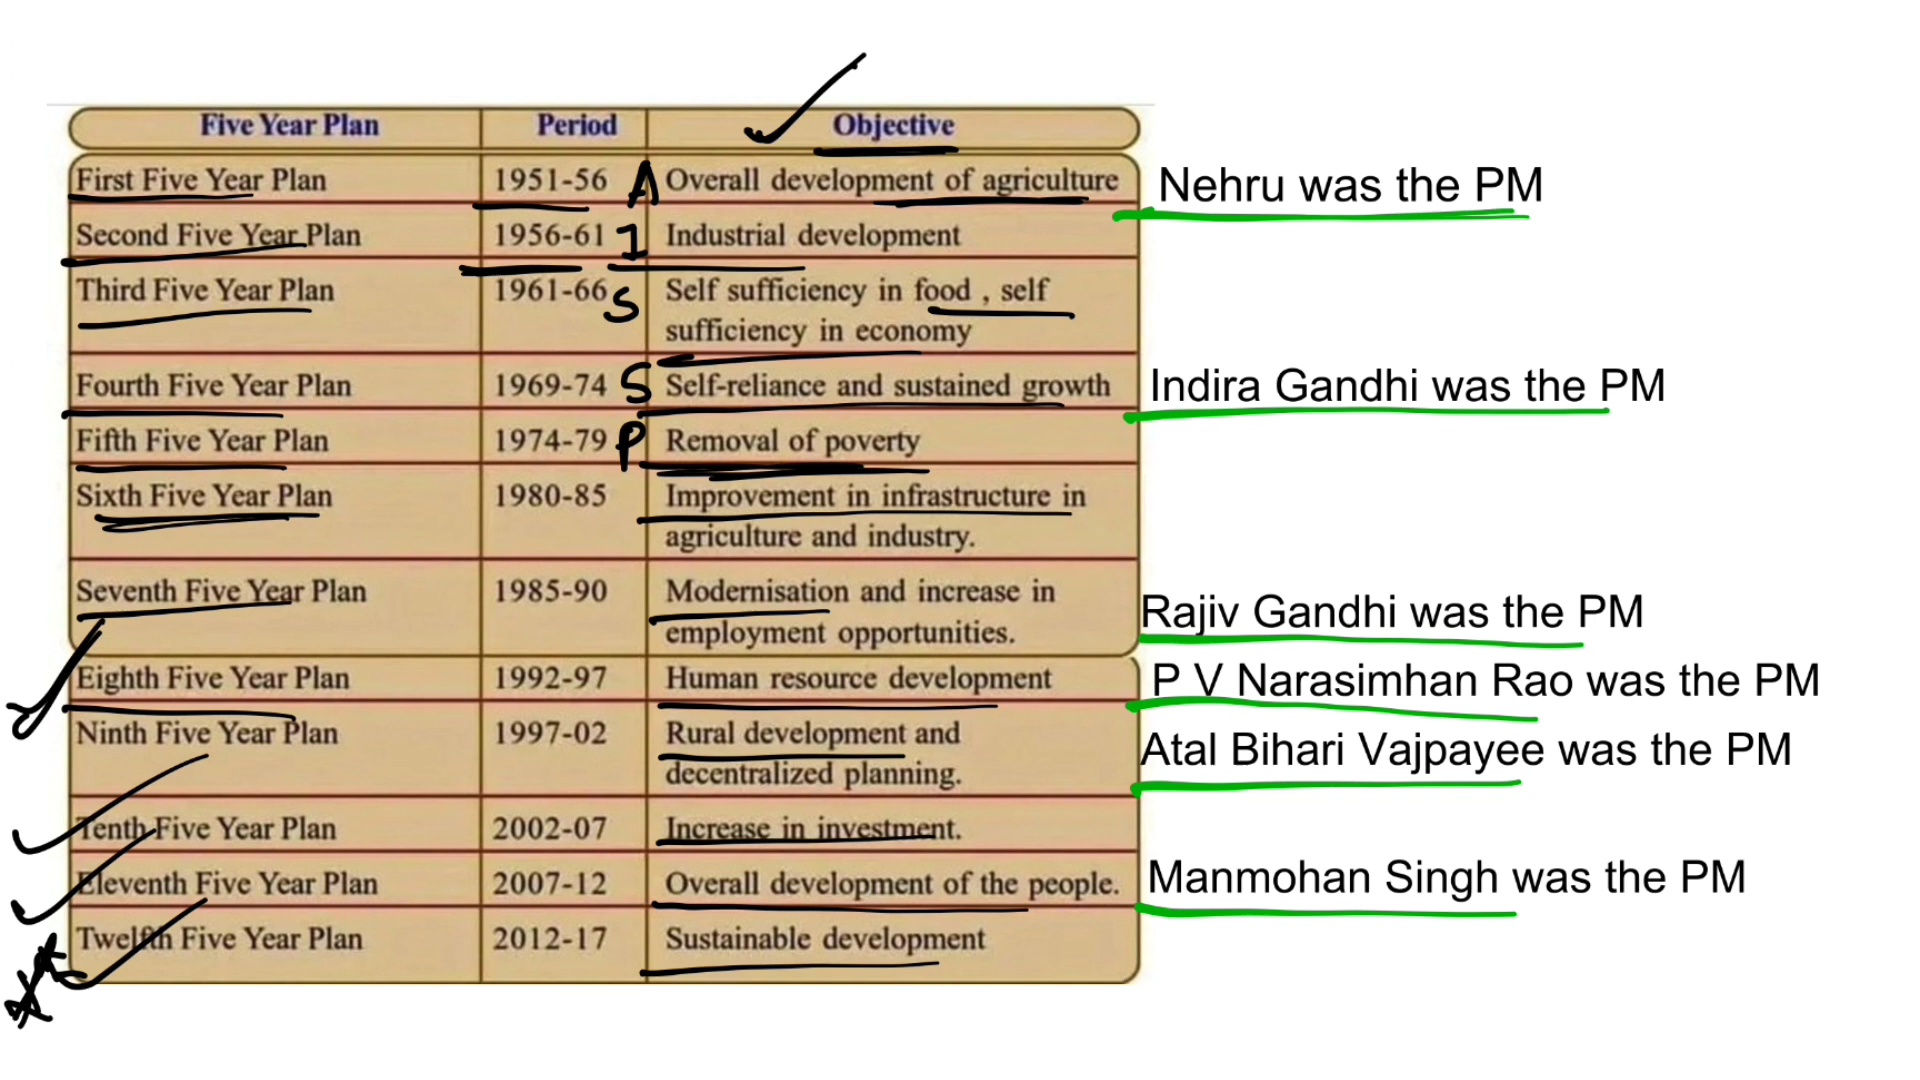 Five Year Plan Period Objective
First Five Year Plan 1951-56 A Overall development of agriculture Nehru was the PM
Second Five Year Plan 1956-61 I Industrial development
Third Five Year Plan 1961-66 S Self sufficiency in food , self
sufficiency in economy
Fourth Five Year Plan 1969-74 S Self-reliance and sustained growth Indira Gandhi was the PM
Fifth Five Year Plan 1974-79 P Removal of poverty
Sixth Five Year Plan 1980-85 Improvement in infrastructure in
agriculture and industry.
Seventh Five Year Plan 1985-90 Modernisation and increase in
employment opportunities. Rajiv Gandhi was the PM
Eighth Five Year Plan 1992-97 Human resource development P V Narasimhan Rao was the PM
Ninth Five Year Plan 1997-02 Rural development and Atal Bihari Vajpayee was the PM
decentralized planning.
Tenth Five Year Plan 2002-07 Increase in investment.
Eleventh Five Year Plan 2007-12 Overall development of the people. Manmohan Singh was the PM
Twelfth Five Year Plan 2012-17 Sustainable development